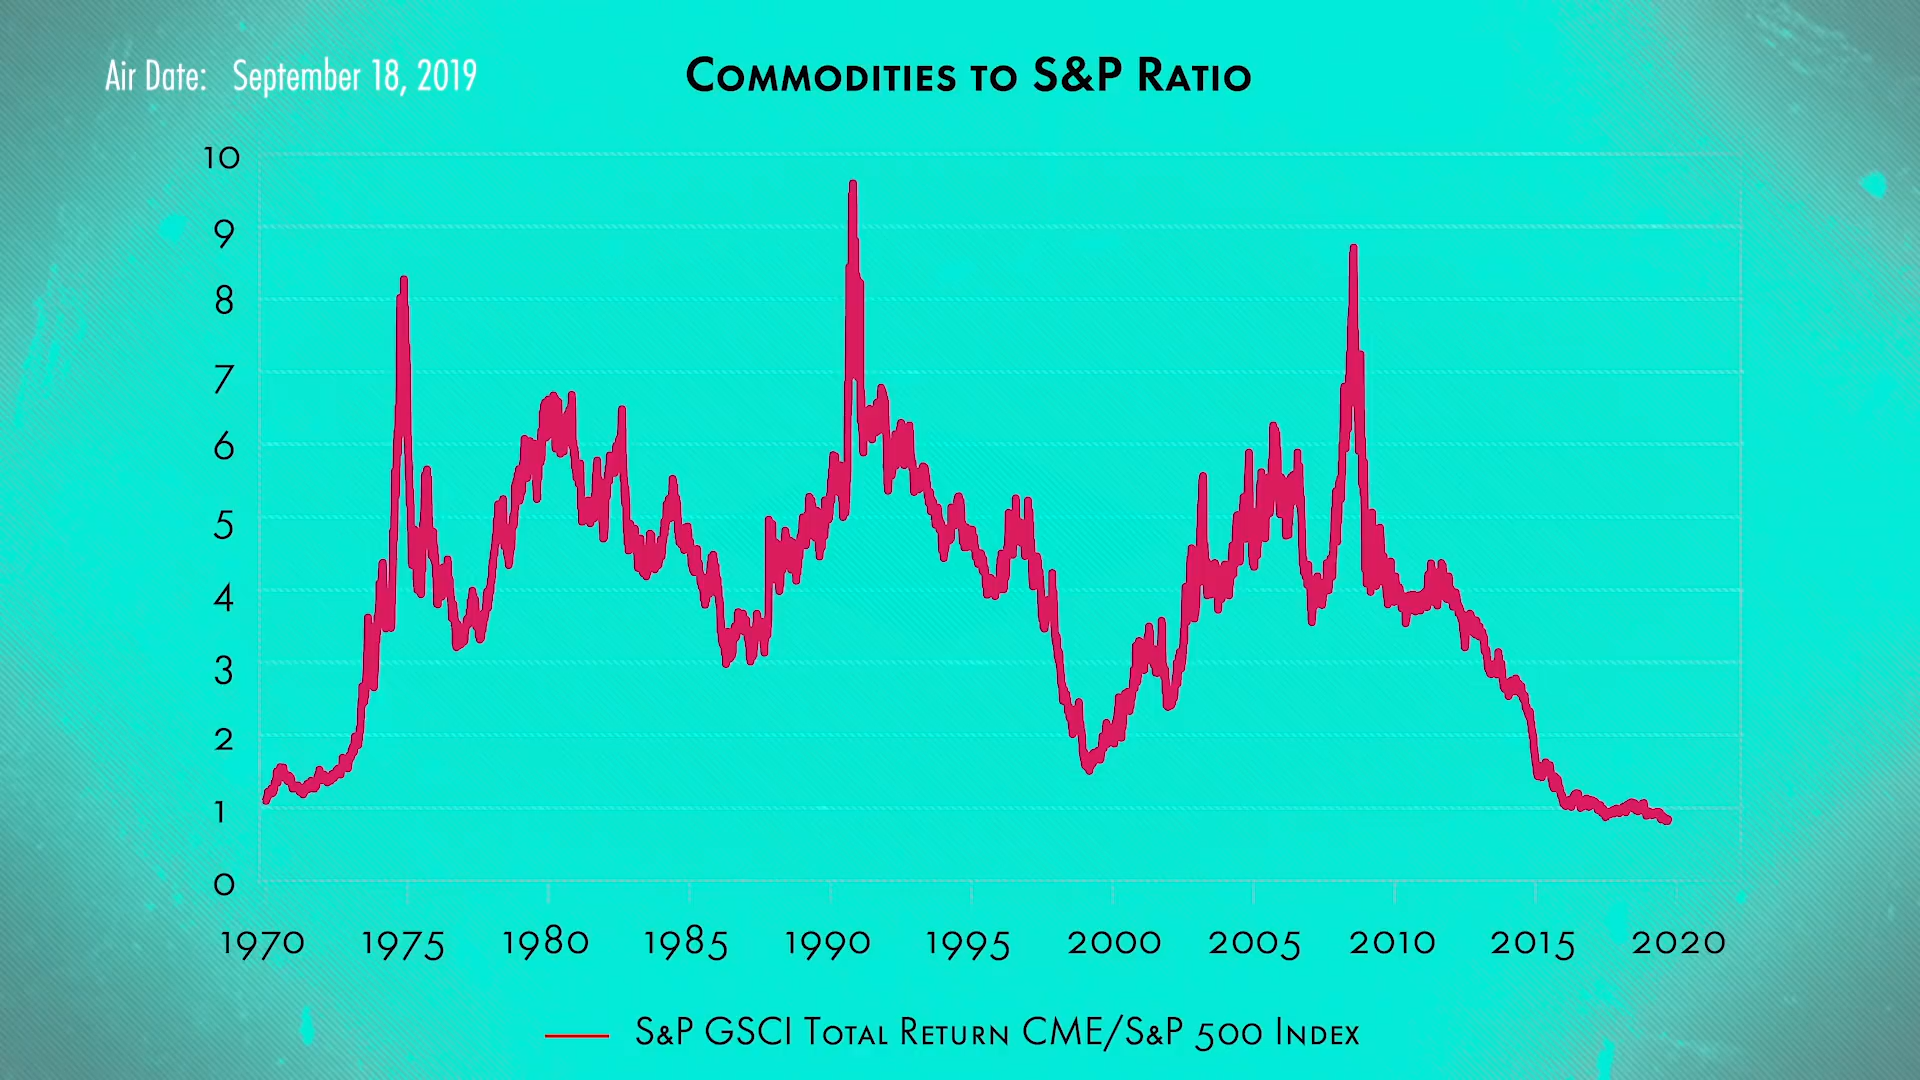 Air Date: September 18, 2019
Commodities to S&P Ratio
10
9
8
7
6
5
4
3
2
1
0
1970 1975 1980 1985 1990 1995 2000 2005 2010 2015 2020
S&P GSCI Total Return CME/S&P 500 Index